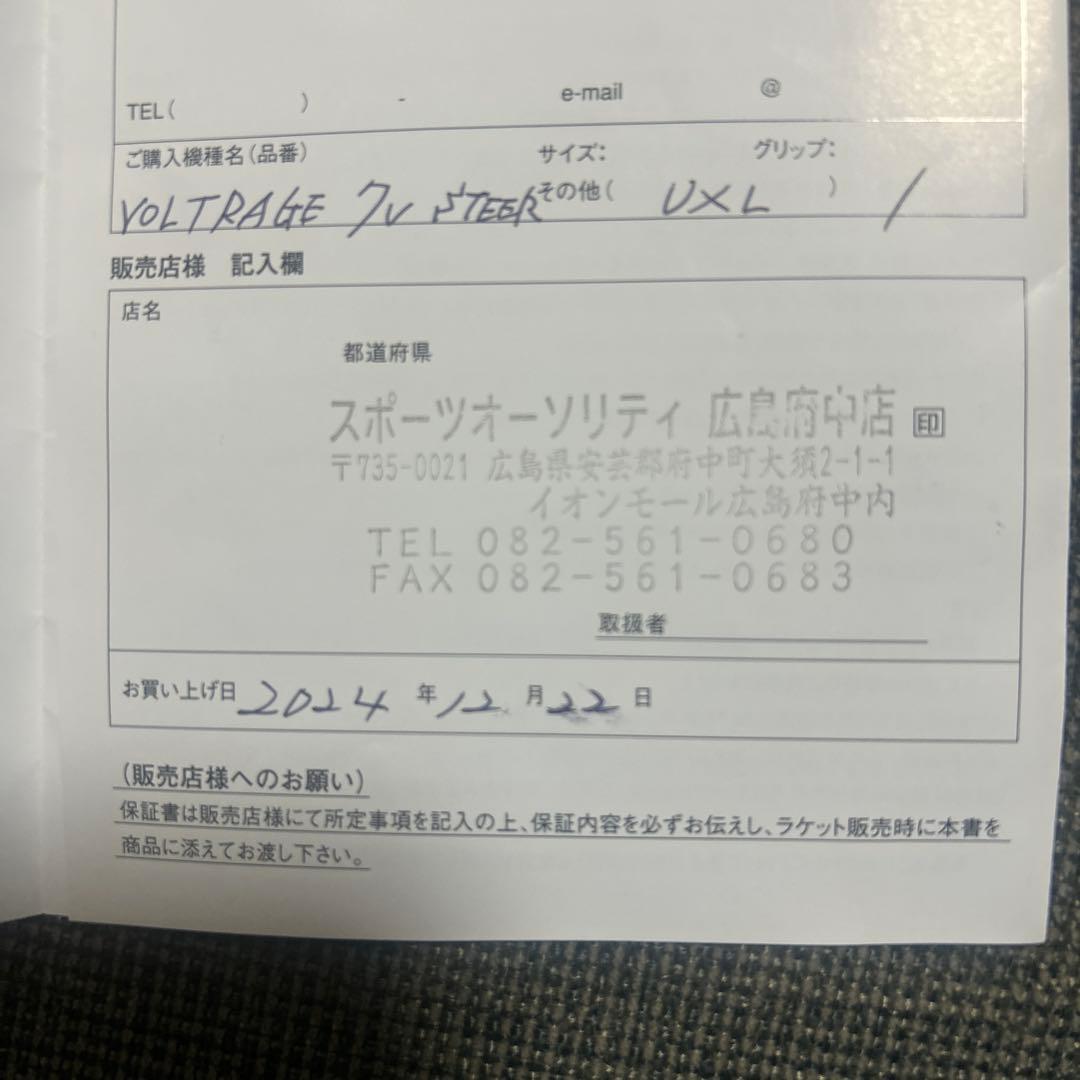 TEL( ) - e-mail @
ご購入機種名(品番) サイズ: グリップ:
VOLTRAGE 7V STEER その他( UXL ) 1
販売店様 記入欄
店名
都道府県
スポーツオーソリティ 広島府中店 印
〒735-0021 広島県安芸郡府中町大須2-1-1
イオンモール広島府中内
TEL 082-561-0680
FAX 082-561-0683
取扱者
お買い上げ日 2024 年 12 月 22 日
(販売店様へのお願い)
保証書は販売店様にて所定事項を記入の上、保証内容を必ずお伝えし、ラケット販売時に本書を
商品に添えてお渡し下さい。